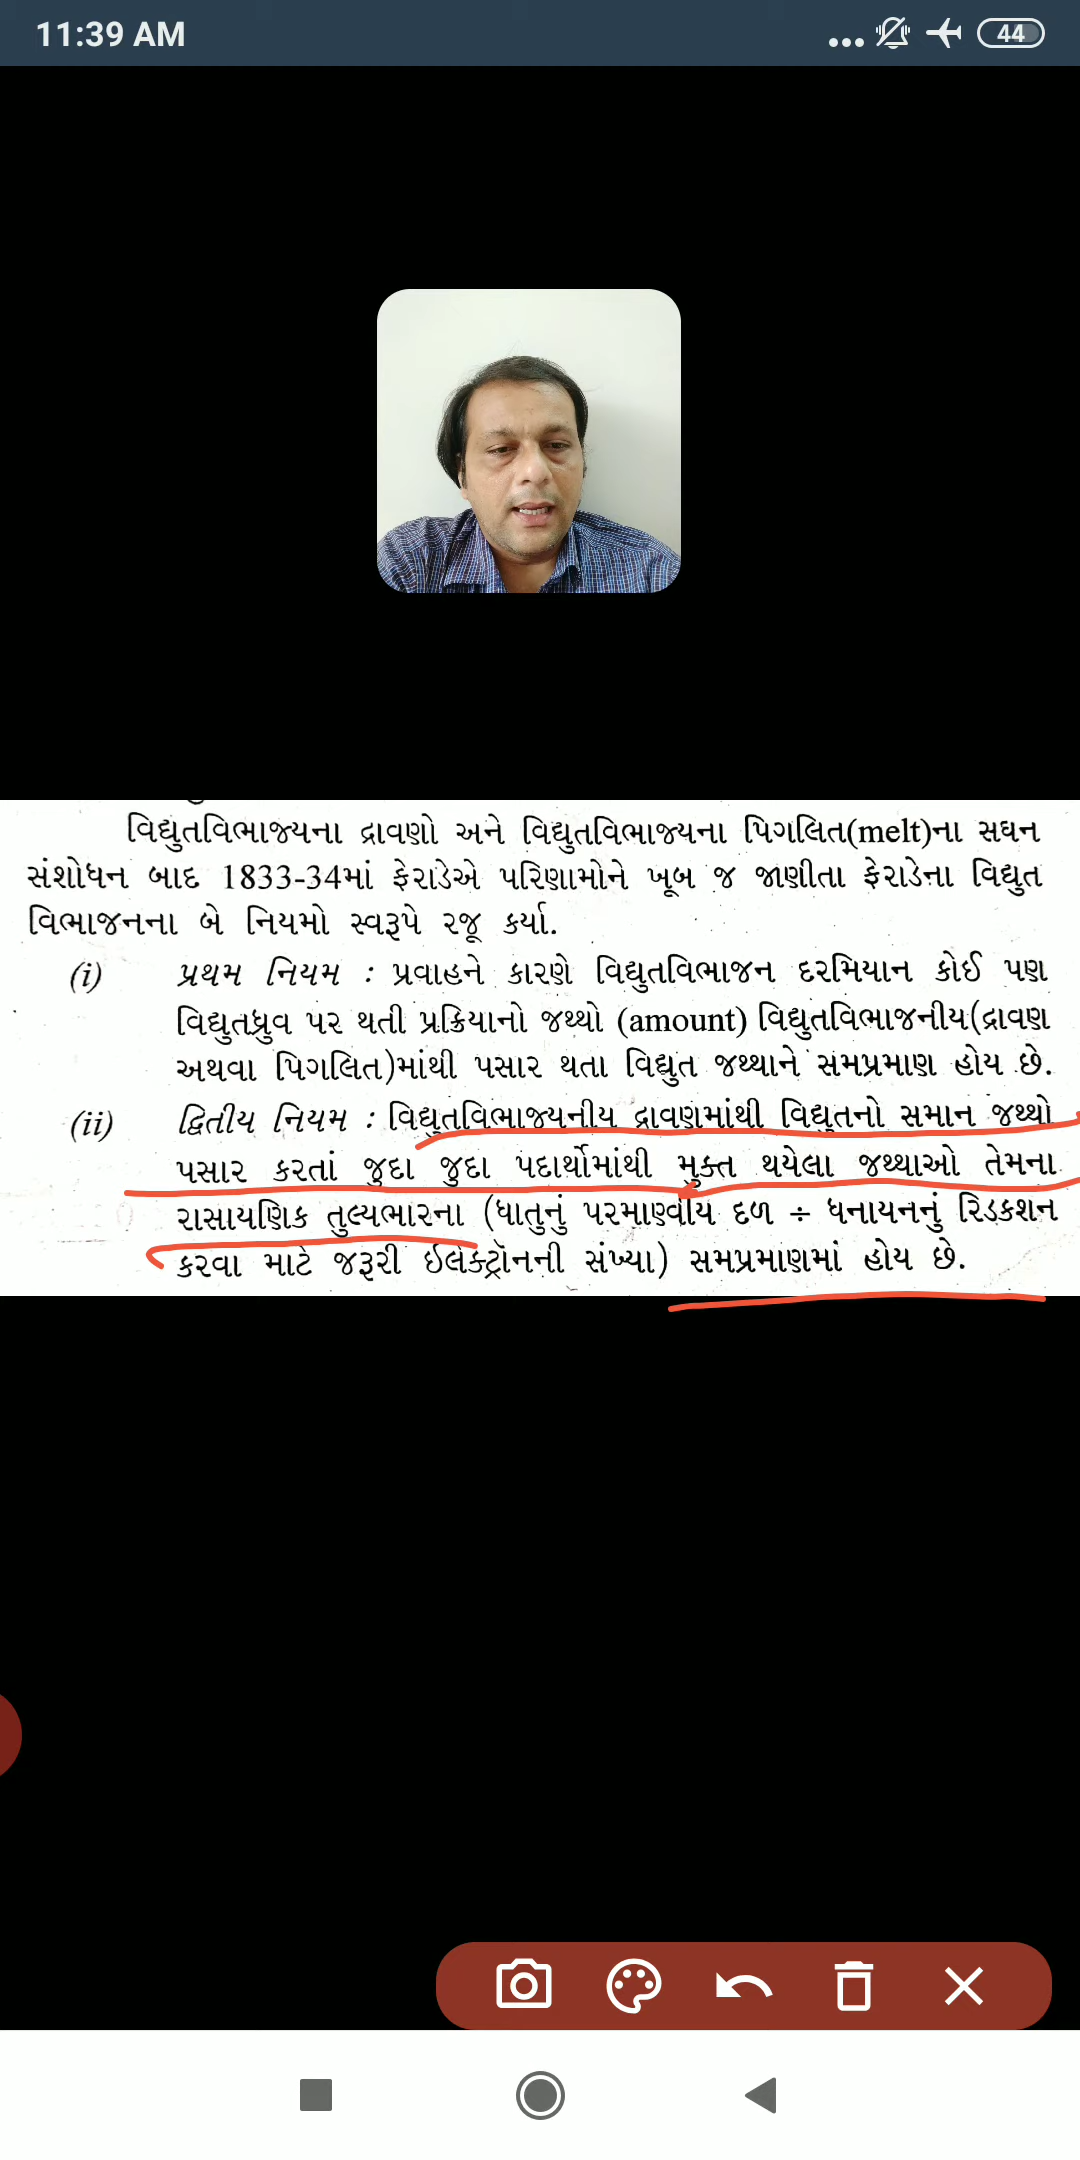 11:39 AM
44
વિદ્યુતવિભાજ્યના દ્રાવણો અને વિદ્યુતવિભાજ્યના પિગલિત(melt)ના સઘન
સંશોધન બાદ 1833-34માં ફેરાડેએ પરિણામોને ખૂબ જ જાણીતા ફેરાડેના વિદ્યુત
વિભાજનના બે નિયમો સ્વરૂપે રજૂ કર્યા.
(i) પ્રથમ નિયમ : પ્રવાહને કારણે વિદ્યુતવિભાજન દરમિયાન કોઈ પણ
વિદ્યુતધ્રુવ પર થતી પ્રક્રિયાનો જથ્થો (amount) વિદ્યુતવિભાજનીય(દ્રાવણ
અથવા પિગલિત)માંથી પસાર થતા વિદ્યુત જથ્થાને સમપ્રમાણ હોય છે.
(ii) દ્વિતીય નિયમ : વિદ્યુતવિભાજ્યનીય દ્રાવણમાંથી વિદ્યુતનો સમાન જથ્થો
પસાર કરતાં જુદા જુદા પદાર્થોમાંથી મુક્ત થયેલા જથ્થાઓ તેમના
રાસાયણિક તુલ્યભારના (ધાતુનું પરમાણ્વીય દળ ÷ ધનાયનનું રિડક્શન
કરવા માટે જરૂરી ઇલેક્ટ્રૉનની સંખ્યા) સમપ્રમાણમાં હોય છે.